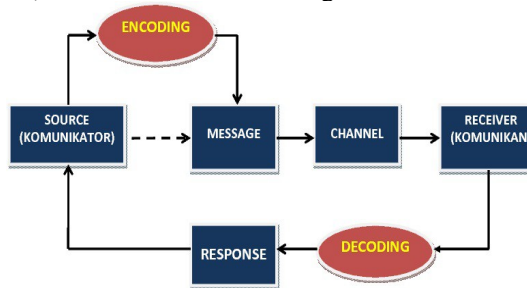 ENCODING
SOURCE
(KOMUNIKATOR)
MESSAGE
CHANNEL
RECEIVER
(KOMUNIKAN
RESPONSE
DECODING